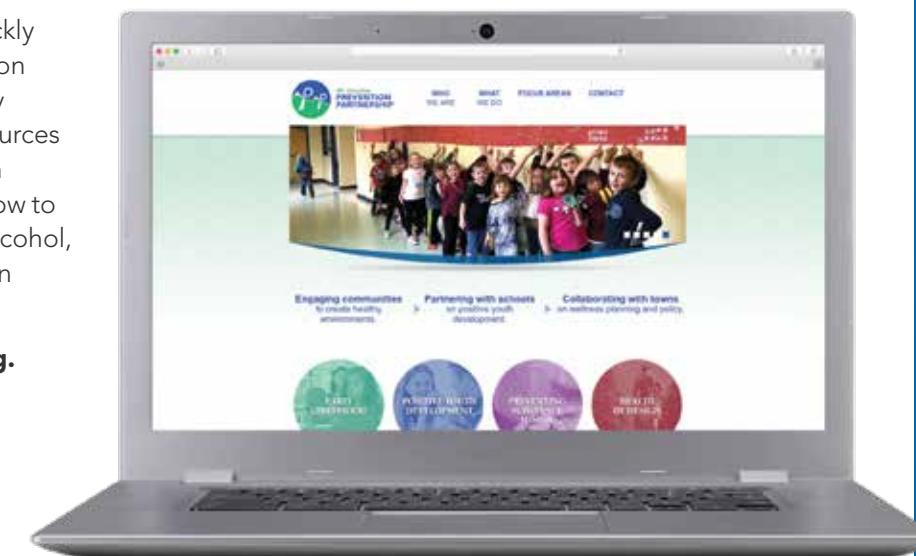 ckly
on
ources
ow to
cohol,
n
g.
PREVENTION
PARTNERSHIP
WHO
WE ARE
WHAT
WE DO
FOCUS AREAS
CONTACT
Engaging communities
to create healthy
environments.
Partnering with schools
on positive youth
development.
Collaborating with towns
on wellness planning and policy.
EARLY
CHILDHOOD
POSITIVE YOUTH
DEVELOPMENT
PREVENTING
SUBSTANCE
HEALTH
BY DESIGN